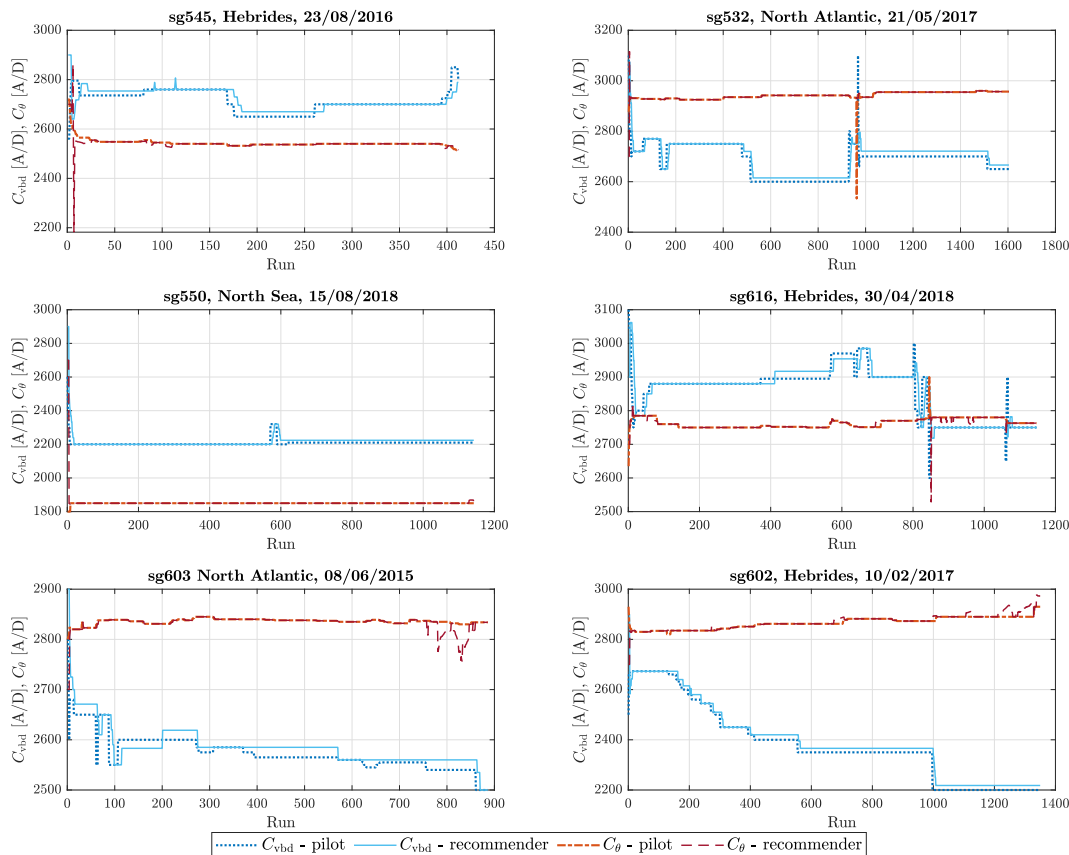 sg545, Hebrides, 23/08/2016
3000
2800
2600
2400
2200
0 50 100 150 200 250 300 350 400 450
Run
C_vbd [A/D], C_θ [A/D]
sg532, North Atlantic, 21/05/2017
3200
3000
2800
2600
2400
0 200 400 600 800 1000 1200 1400 1600 1800
Run
C_vbd [A/D], C_θ [A/D]
sg550, North Sea, 15/08/2018
3000
2800
2600
2400
2200
2000
1800
0 200 400 600 800 1000 1200
Run
C_vbd [A/D], C_θ [A/D]
sg616, Hebrides, 30/04/2018
3100
3000
2900
2800
2700
2600
2500
0 200 400 600 800 1000 1200
Run
C_vbd [A/D], C_θ [A/D]
sg603 North Atlantic, 08/06/2015
2900
2800
2700
2600
2500
0 100 200 300 400 500 600 700 800 900
Run
C_vbd [A/D], C_θ [A/D]
sg602, Hebrides, 10/02/2017
3000
2800
2600
2400
2200
0 200 400 600 800 1000 1200 1400
Run
C_vbd [A/D], C_θ [A/D]
C_vbd - pilot C_vbd - recommender C_θ - pilot C_θ - recommender